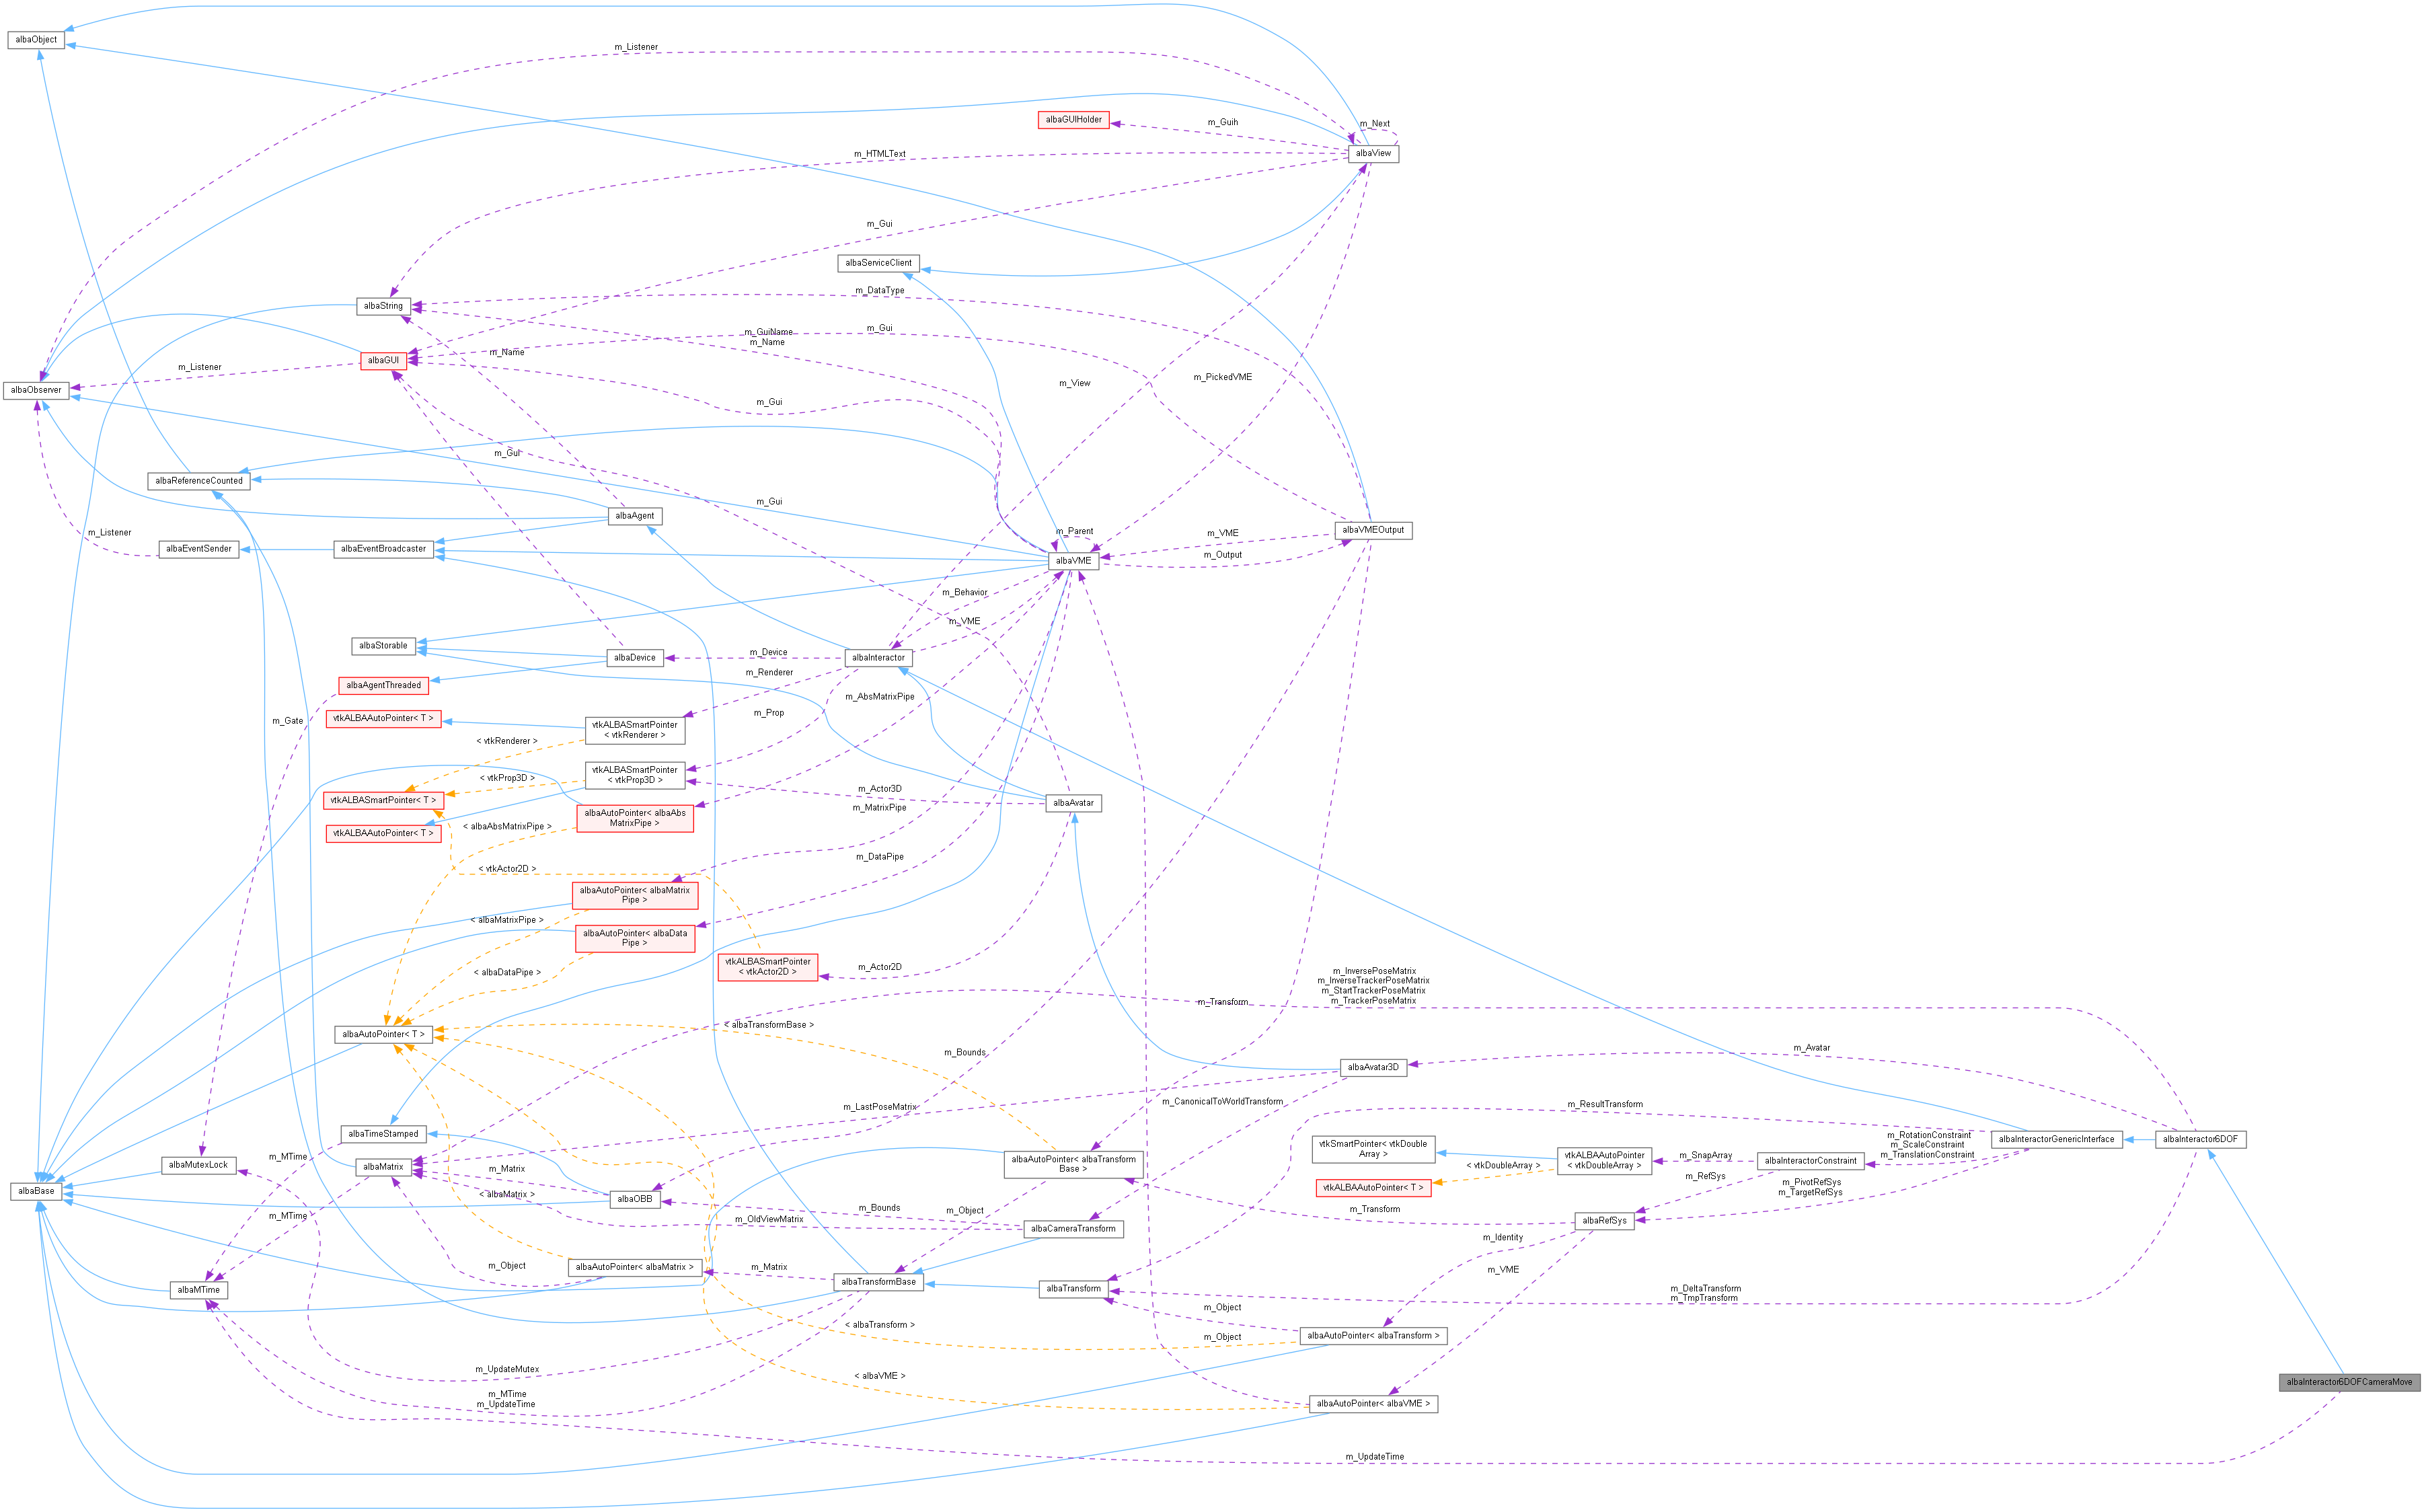 m_Listener
albaObject
albaGUIHolder
m_Guih
m_Next
albaView
m_HTMLText
m_Gui
albaServiceClient
m_DataType
albaString
m_GuiName
m_Name
m_Gui
m_Name
albaGUI
m_Listener
albaObserver
m_View
m_PickedVME
m_Gui
m_Gui
albaReferenceCounted
m_Gui
albaAgent
m_Listener
m_Parent
m_VME
albaVMEOutput
albaEventSender
albaEventBroadcaster
albaVME
m_Output
m_Behavior
m_VME
albaStorable
albaDevice
m_Device
albaInteractor
m_Renderer
albaAgentThreaded
m_AbsMatrixPipe
m_Gate
vtkALBAAutoPointer< T >
vtkALBASmartPointer
< vtkRenderer >
m_Prop
< vtkRenderer >
vtkALBASmartPointer
< vtkProp3D >
< vtkProp3D >
m_Actor3D
vtkALBASmartPointer< T >
albaAvatar
m_MatrixPipe
albaAutoPointer< albaAbs
MatrixPipe >
< albaAbsMatrixPipe >
vtkALBAAutoPointer< T >
m_DataPipe
< vtkActor2D >
albaAutoPointer< albaMatrix
Pipe >
< albaMatrixPipe >
albaAutoPointer< albaData
Pipe >
< albaDataPipe >
vtkALBASmartPointer
< vtkActor2D >
m_Actor2D
m_InversePoseMatrix
m_InverseTrackerPoseMatrix
m_StartTrackerPoseMatrix
m_TrackerPoseMatrix
m_Transform
< albaTransformBase >
albaAutoPointer< T >
m_Bounds
m_Avatar
albaAvatar3D
m_CanonicalToWorldTransform
m_ResultTransform
m_LastPoseMatrix
albaTimeStamped
m_MTime
albaMutexLock
albaMatrix
m_Matrix
albaAutoPointer< albaTransform
Base >
vtkSmartPointer< vtkDouble
Array >
vtkALBAAutoPointer
< vtkDoubleArray >
m_SnapArray
albaInteractorConstraint
m_RotationConstraint
m_ScaleConstraint
m_TranslationConstraint
albaInteractorGenericInterface
albaInteractor6DOF
< vtkDoubleArray >
m_RefSys
m_PivotRefSys
m_TargetRefSys
vtkALBAAutoPointer< T >
albaBase
albaOBB
< albaMatrix >
m_Bounds
m_Object
m_Transform
m_MTime
m_OldViewMatrix
albaCameraTransform
albaRefSys
m_Identity
m_Object
albaAutoPointer< albaMatrix >
m_Matrix
albaTransformBase
m_VME
albaMTime
albaTransform
m_DeltaTransform
m_TmpTransform
m_Object
< albaTransform >
albaAutoPointer< albaTransform >
m_Object
m_UpdateMutex
< albaVME >
albaInteractor6DOFCameraMove
m_MTime
m_UpdateTime
albaAutoPointer< albaVME >
m_UpdateTime